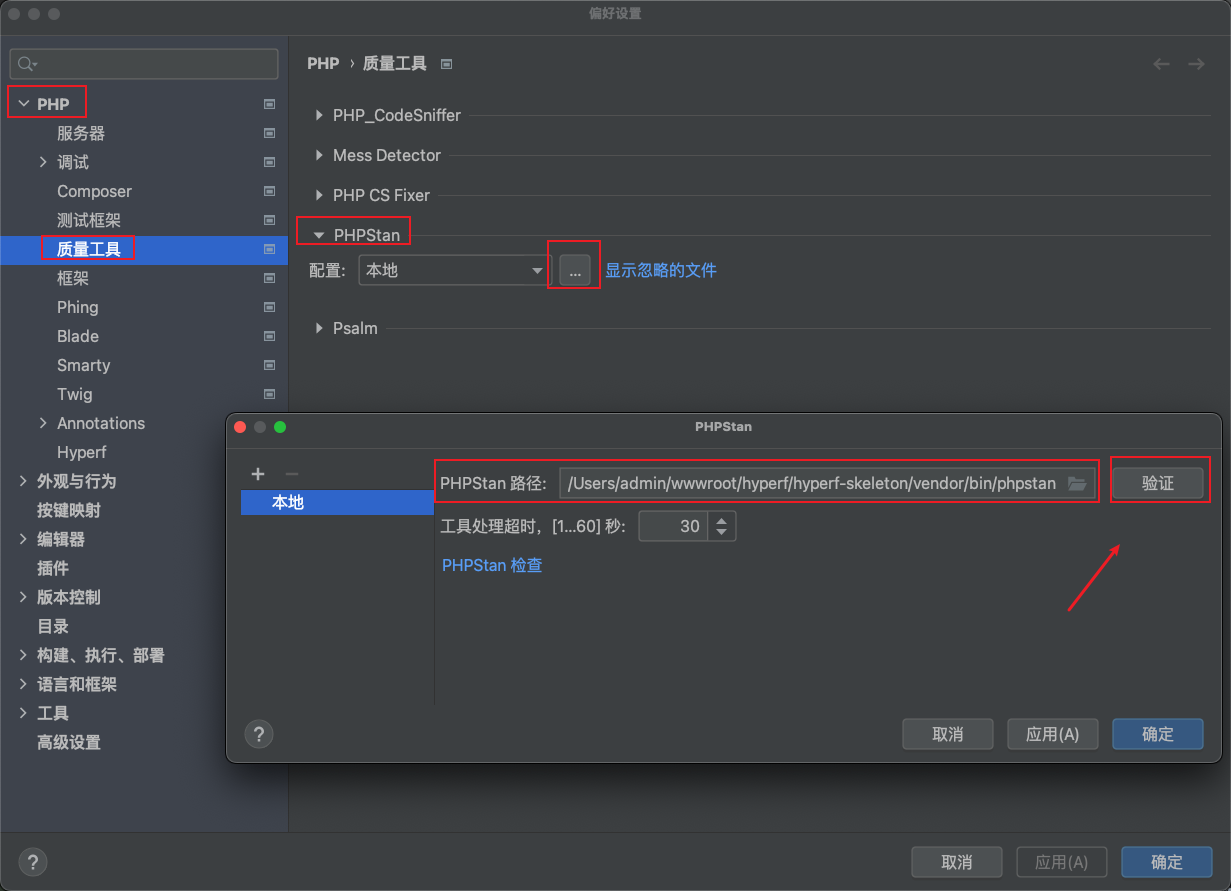 偏好设置
PHP
服务器
调试
Composer
测试框架
质量工具
框架
Phing
Blade
Smarty
Twig
Annotations
Hyperf
外观与行为
按键映射
编辑器
插件
版本控制
目录
构建、执行、部署
语言和框架
工具
高级设置
PHP › 质量工具
PHP_CodeSniffer
Mess Detector
PHP CS Fixer
PHPStan
配置: 本地 ... 显示忽略的文件
Psalm
PHPStan
+ −
本地
PHPStan 路径: /Users/admin/wwwroot/hyperf/hyperf-skeleton/vendor/bin/phpstan 验证
工具处理超时，[1...60] 秒: 30
PHPStan 检查
? 取消 应用(A) 确定
? 取消 应用(A) 确定